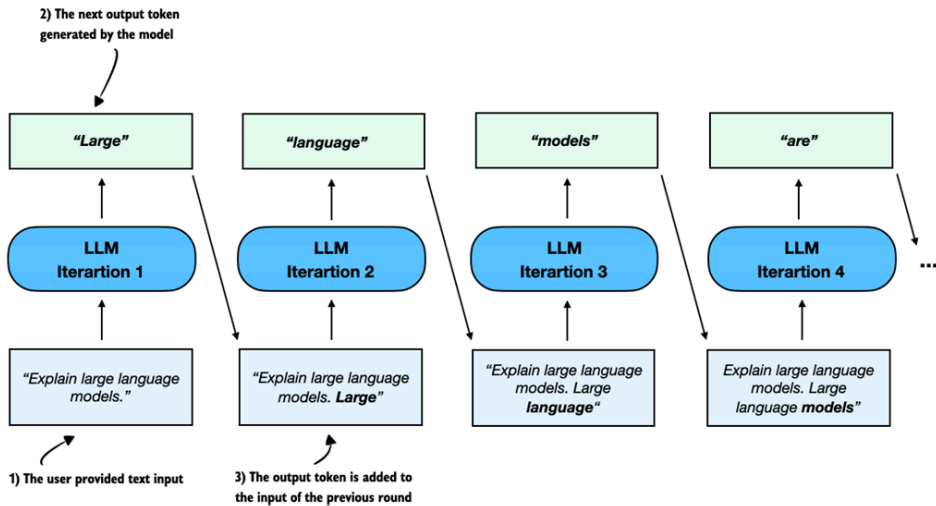 2) The next output token
generated by the model
“Large”
“language”
“models”
“are”
LLM
Iterartion 1
LLM
Iterartion 2
LLM
Iterartion 3
LLM
Iterartion 4
...
“Explain large language
models.”
“Explain large language
models. Large”
“Explain large language
models. Large
language“
Explain large language
models. Large
language models”
1) The user provided text input
3) The output token is added to
the input of the previous round